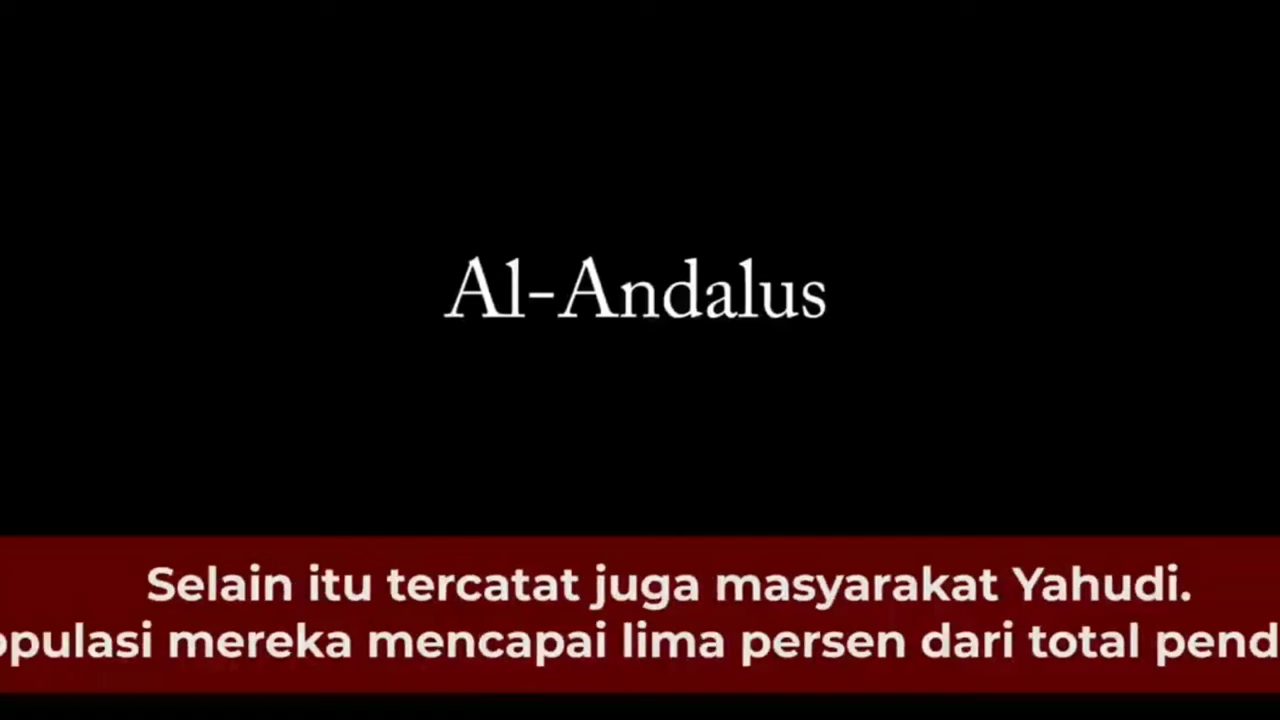 Al-Andalus
Selain itu tercatat juga masyarakat Yahudi.
opulasi mereka mencapai lima persen dari total pend